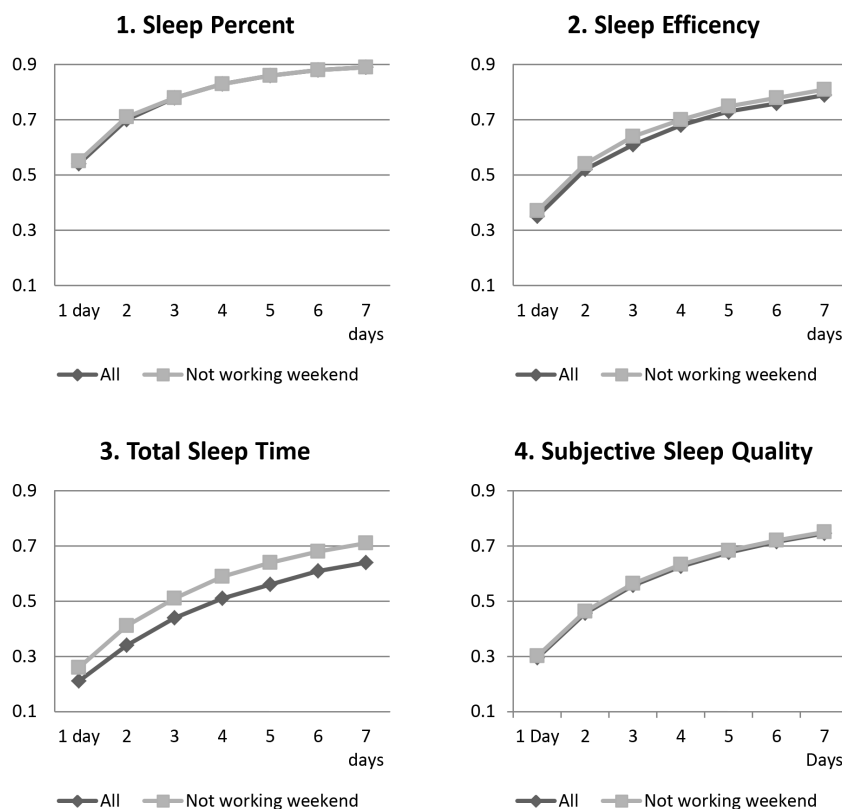 1. Sleep Percent
0.9
0.7
0.5
0.3
0.1
1 day 2 3 4 5 6 7
days
All Not working weekend
2. Sleep Efficency
0.9
0.7
0.5
0.3
0.1
1 day 2 3 4 5 6 7
days
All Not working weekend
3. Total Sleep Time
0.9
0.7
0.5
0.3
0.1
1 day 2 3 4 5 6 7
days
All Not working weekend
4. Subjective Sleep Quality
0.9
0.7
0.5
0.3
0.1
1 Day 2 3 4 5 6 7
Days
All Not working weekend